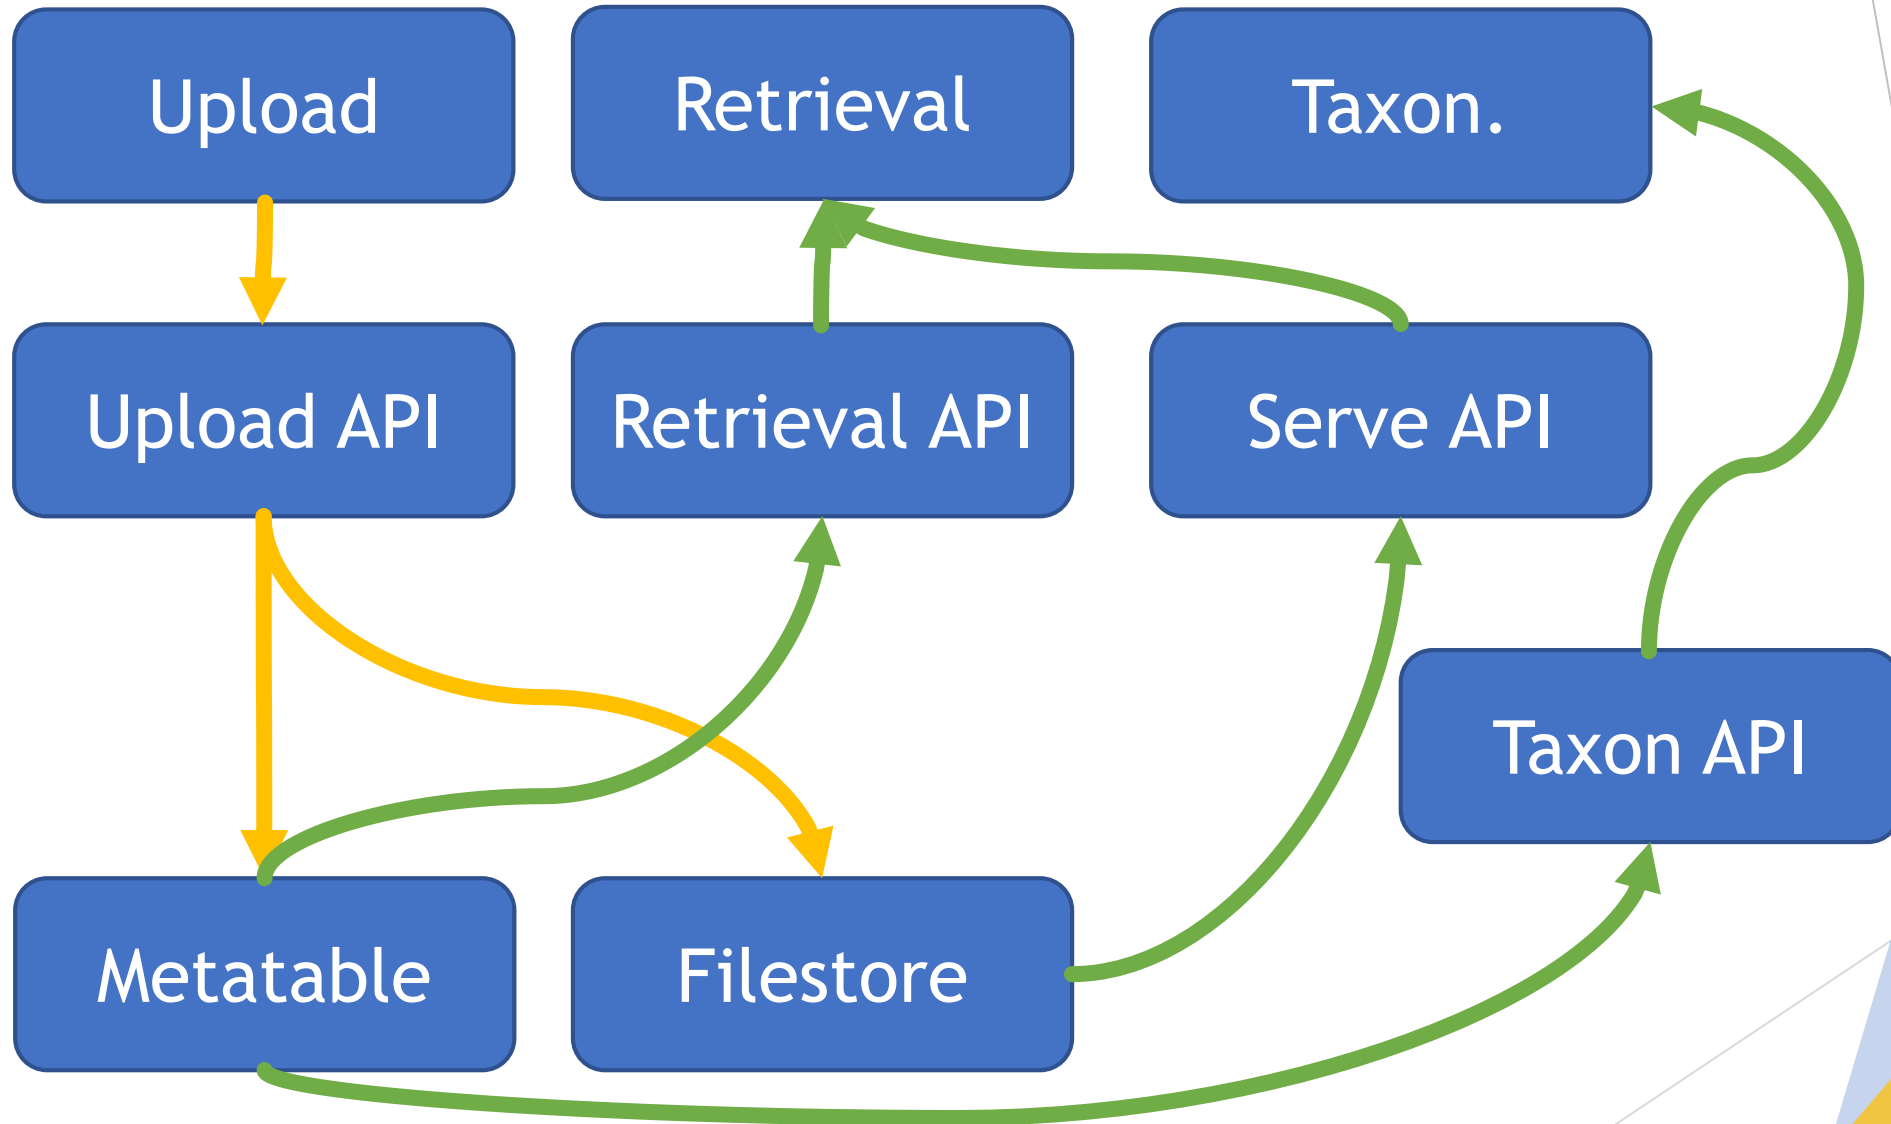 Upload
Retrieval
Taxon.
Upload API
Retrieval API
Serve API
Taxon API
Metatable
Filestore